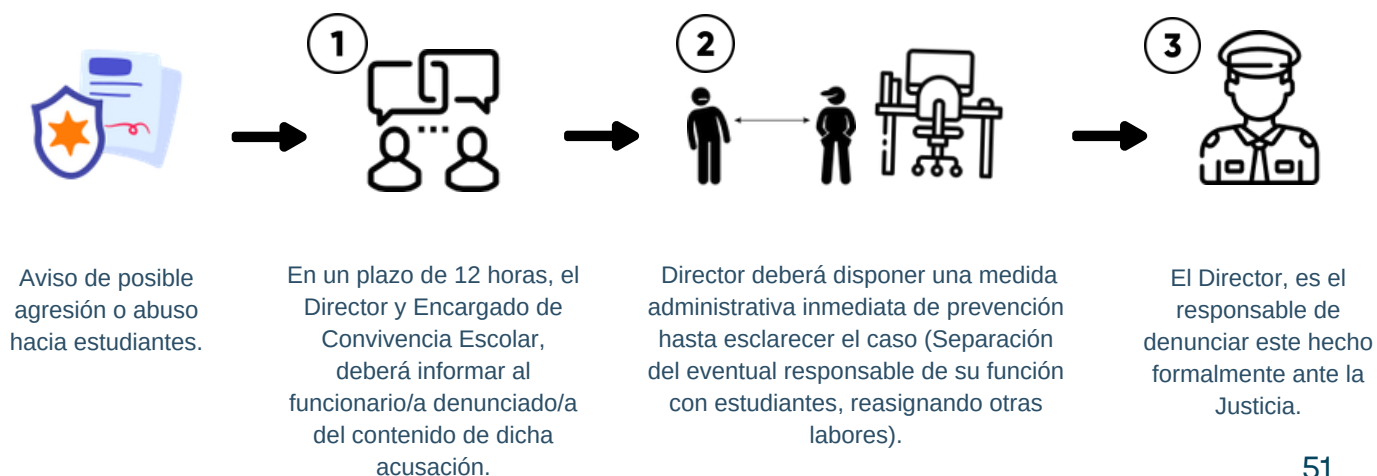 1
2
3
Aviso de posible
agresión o abuso
hacia estudiantes.
En un plazo de 12 horas, el
Director y Encargado de
Convivencia Escolar,
deberá informar al
funcionario/a denunciado/a
del contenido de dicha
acusación.
Director deberá disponer una medida
administrativa inmediata de prevención
hasta esclarecer el caso (Separación
del eventual responsable de su función
con estudiantes, reasignando otras
labores).
El Director, es el
responsable de
denunciar este hecho
formalmente ante la
Justicia.
51